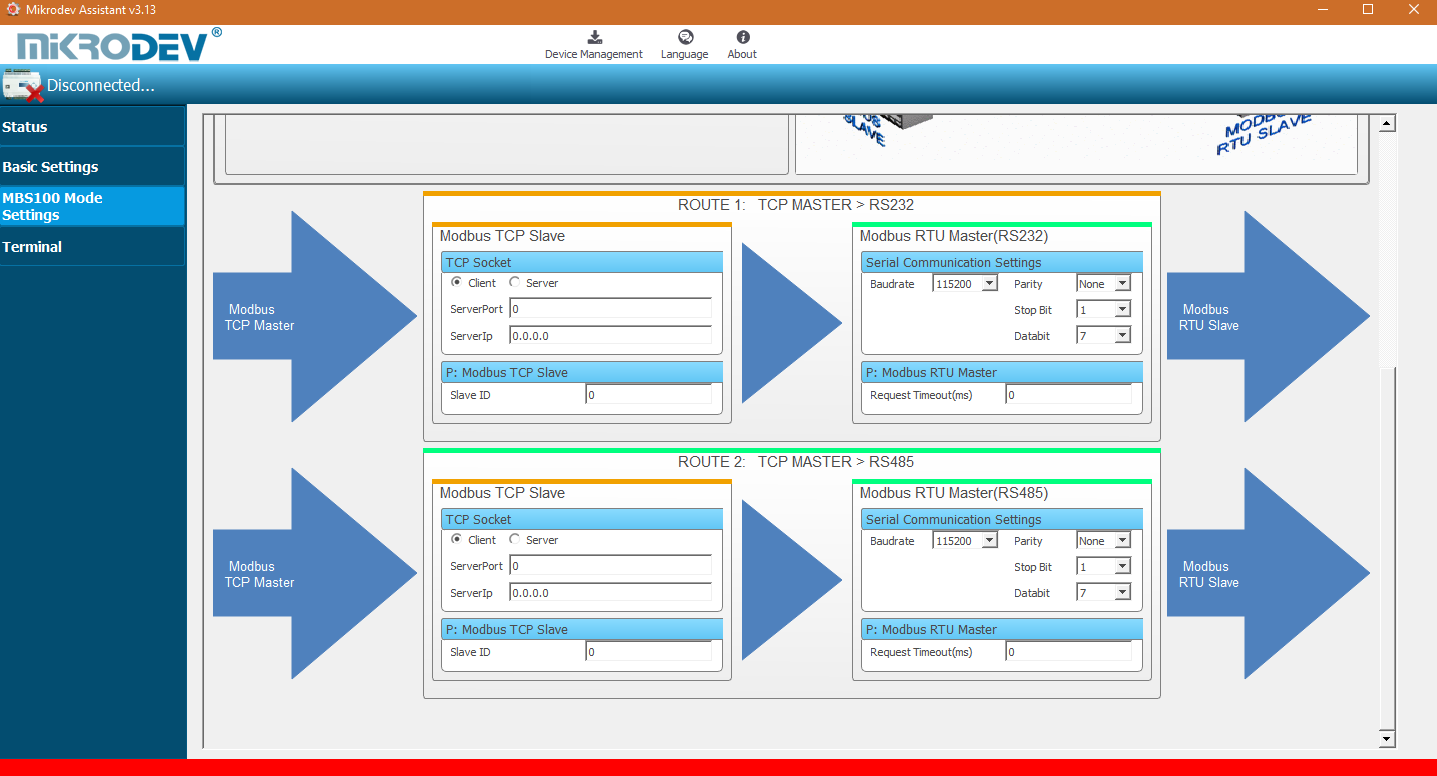 Mikrodev Assistant v3.13
MIKRODEV®
Device Management
Language
About
Disconnected...
Status
Basic Settings
MBS100 Mode
Settings
Terminal
SLAVE
MODBUS
RTU SLAVE
ROUTE 1: TCP MASTER > RS232
Modbus
TCP Master
Modbus TCP Slave
TCP Socket
Client
Server
ServerPort
0
ServerIp
0.0.0.0
P: Modbus TCP Slave
Slave ID
0
Modbus RTU Master(RS232)
Serial Communication Settings
Baudrate
115200
Parity
None
Stop Bit
1
Databit
7
P: Modbus RTU Master
Request Timeout(ms)
0
Modbus
RTU Slave
ROUTE 2: TCP MASTER > RS485
Modbus
TCP Master
Modbus TCP Slave
TCP Socket
Client
Server
ServerPort
0
ServerIp
0.0.0.0
P: Modbus TCP Slave
Slave ID
0
Modbus RTU Master(RS485)
Serial Communication Settings
Baudrate
115200
Parity
None
Stop Bit
1
Databit
7
P: Modbus RTU Master
Request Timeout(ms)
0
Modbus
RTU Slave